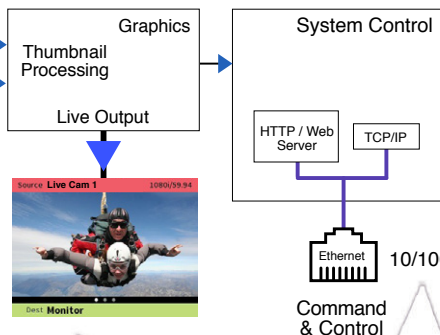 Graphics
Thumbnail
Processing
Live Output
Source Live Cam 1 1080i/59.94
Dest Monitor
System Control
HTTP / Web
Server
TCP/IP
Ethernet
10/10
Command
& Control